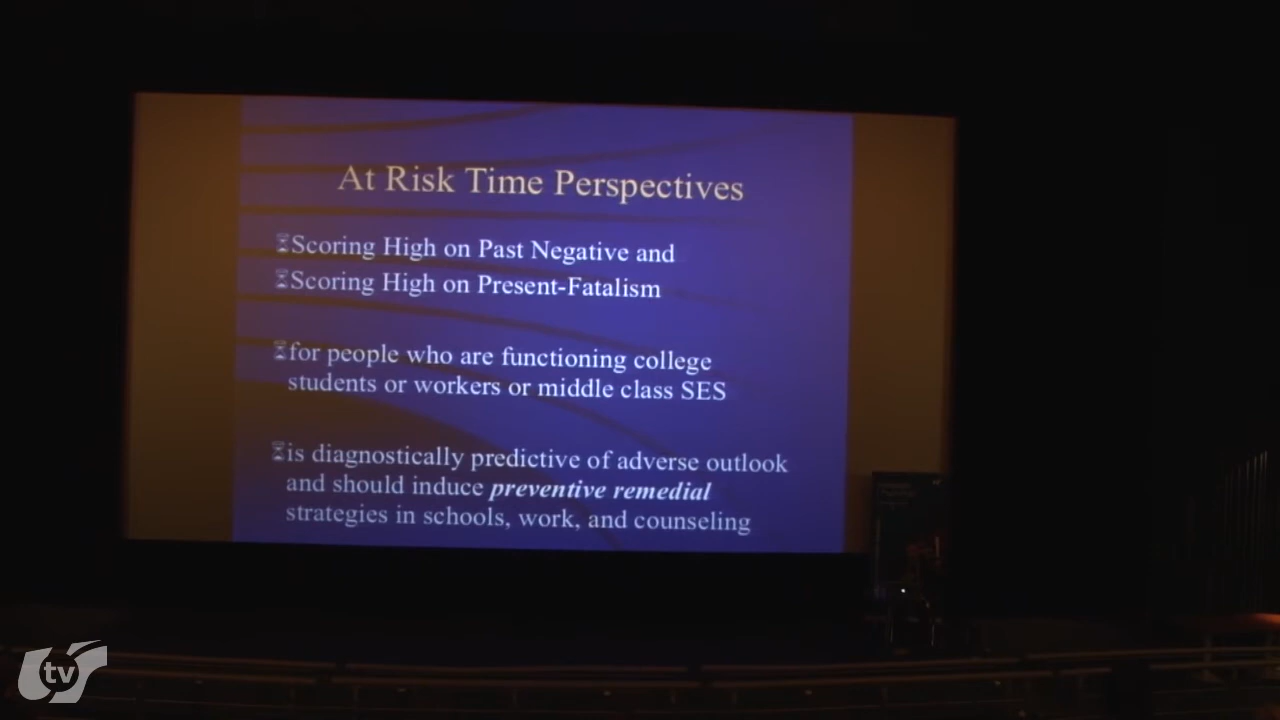 At Risk Time Perspectives
Scoring High on Past Negative and
Scoring High on Present-Fatalism
for people who are functioning college
students or workers or middle class SES
is diagnostically predictive of adverse outlook
and should induce preventive remedial
strategies in schools, work, and counseling
tv